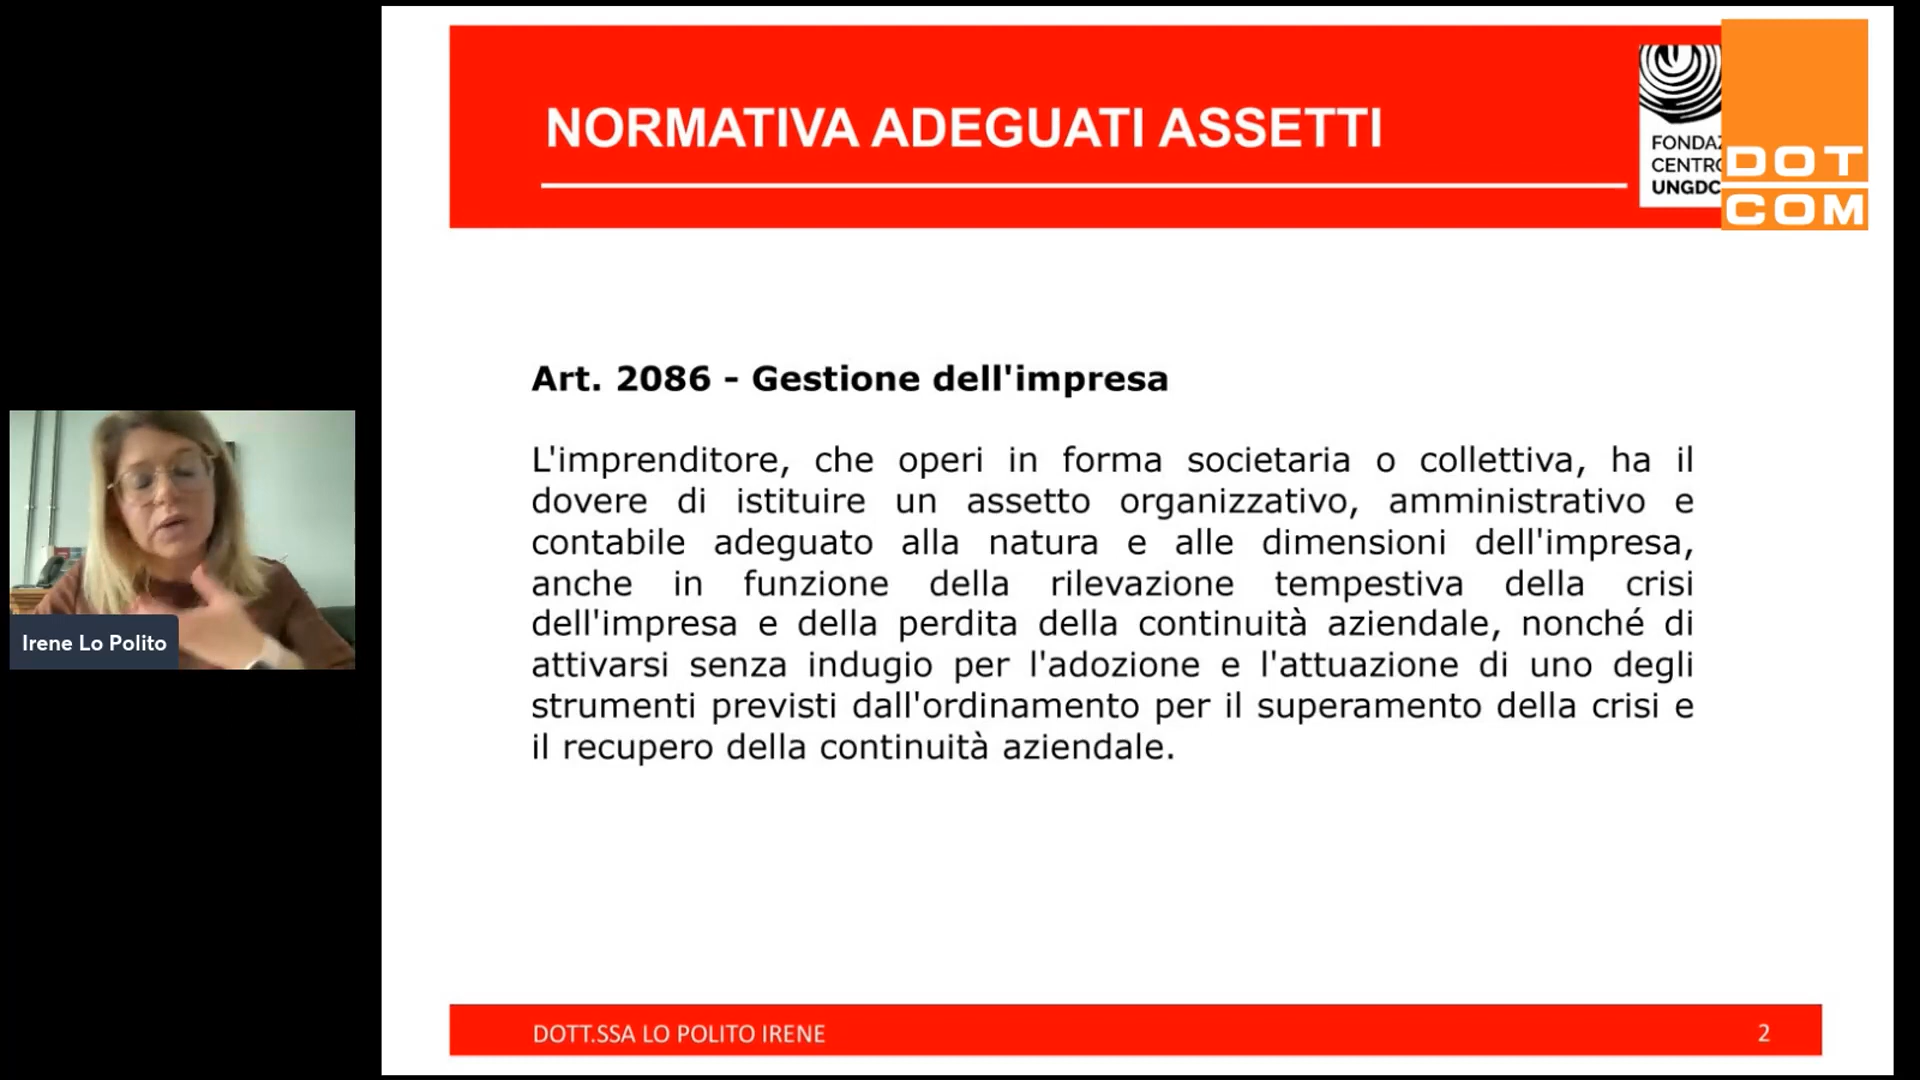 NORMATIVA ADEGUATI ASSETTI
CENTRO
UNGDC
DOT
COM
Art. 2086 - Gestione dell'impresa
L'imprenditore, che operi in forma societaria o collettiva, ha il
dovere di istituire un assetto organizzativo, amministrativo e
contabile adeguato alla natura e alle dimensioni dell'impresa,
anche in funzione della rilevazione tempestiva della crisi
dell'impresa e della perdita della continuità aziendale, nonché di
attivarsi senza indugio per l'adozione e l'attuazione di uno degli
strumenti previsti dall'ordinamento per il superamento della crisi e
il recupero della continuità aziendale.
Irene Lo Polito
DOTT.SSA LO POLITO IRENE
2